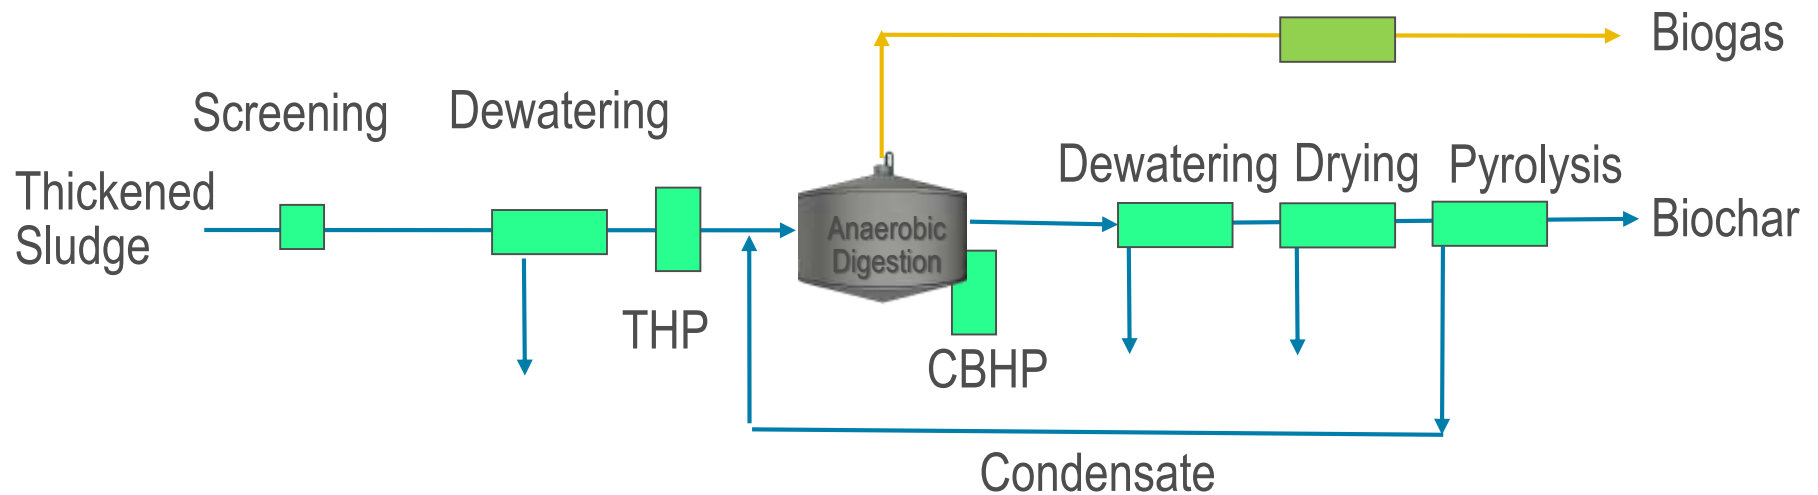 Biogas
Screening
Dewatering
Thickened
Sludge
THP
Anaerobic
Digestion
CBHP
Dewatering
Drying
Pyrolysis
Biochar
Condensate